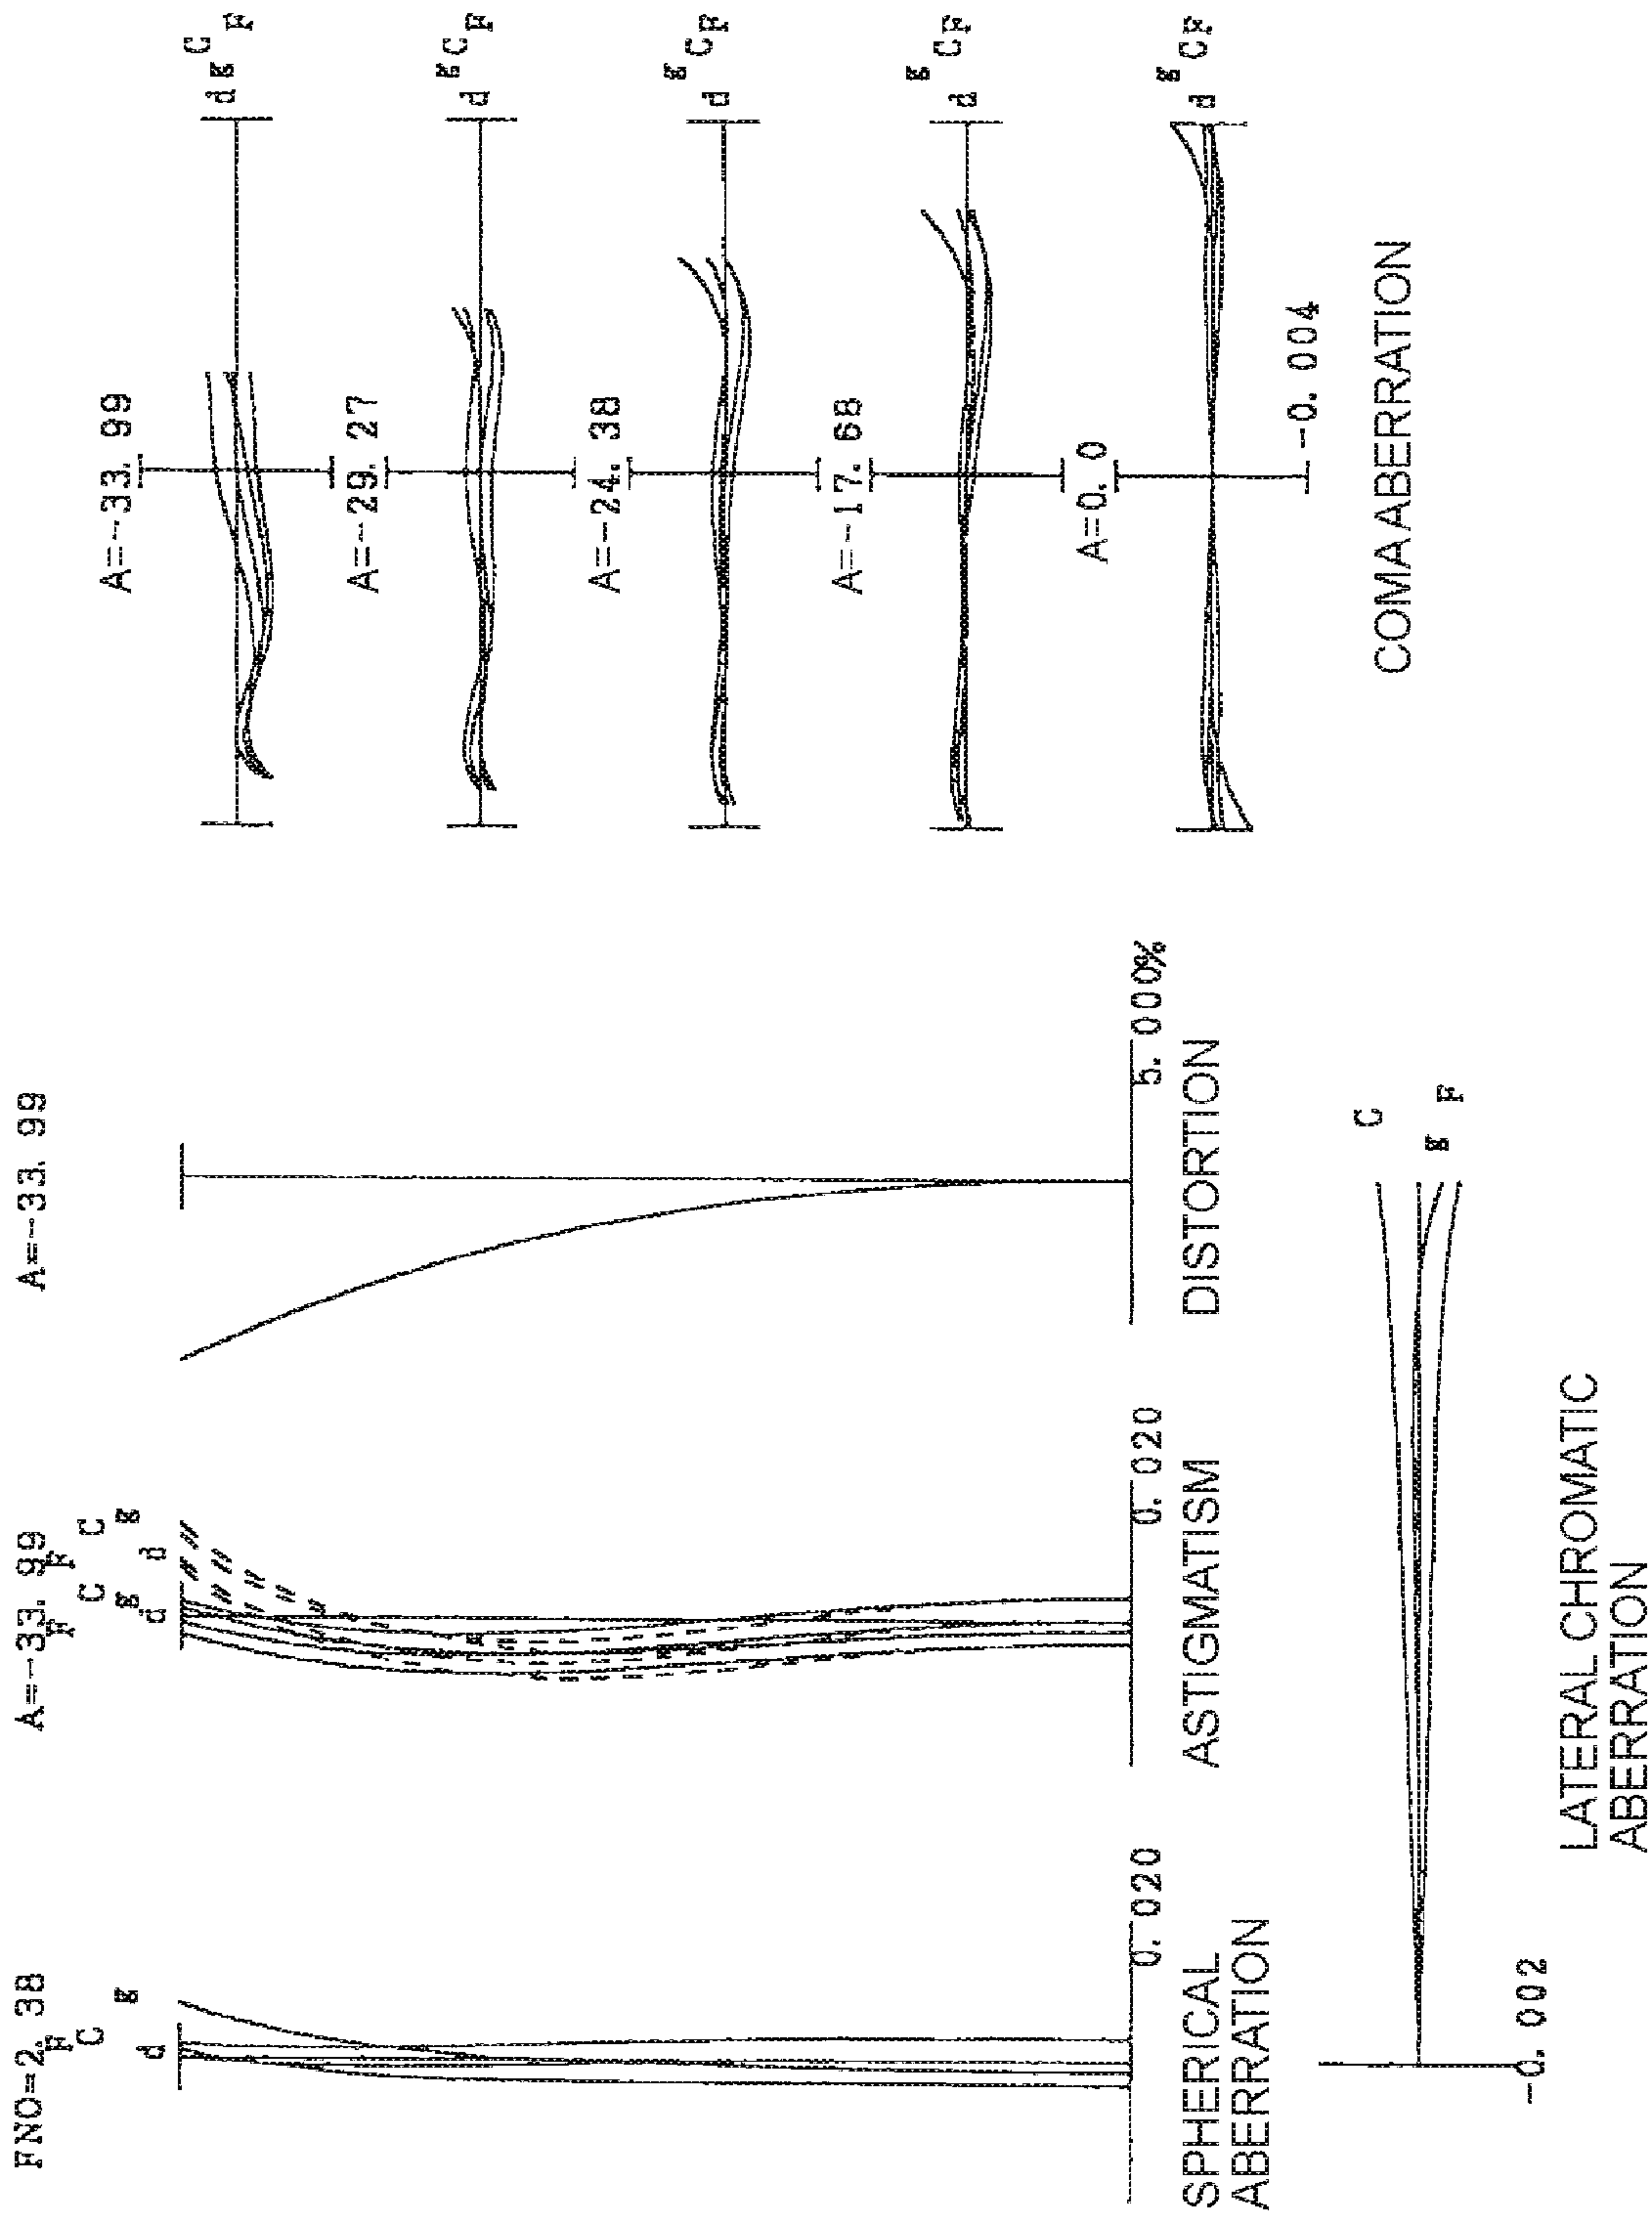 FNO=2. 38
F
C
g
d
0. 020
SPHERICAL
ABERRATION
A=-33. 99
F
C
g
d
F
C
g
d
0. 020
ASTIGMATISM
A=-33. 99
5. 000%
DISTORTION
C
g
F
-0. 002
LATERAL CHROMATIC
ABERRATION
A=-33. 99
d g C F
A=-29. 27
d g C F
A=-24. 38
d g C F
A=-17. 68
d g C F
A=0. 0
d g C F
-0. 004
COMA ABERRATION